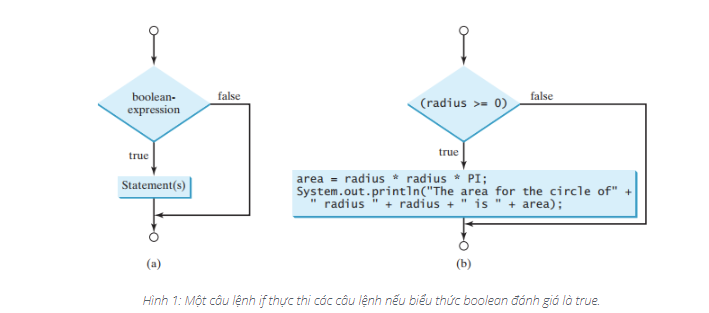 boolean-
expression
false
true
Statement(s)
(a)
(radius >= 0)
false
true
area = radius * radius * PI;
System.out.println("The area for the circle of" +
" radius " + radius + " is " + area);
(b)
Hình 1: Một câu lệnh if thực thi các câu lệnh nếu biểu thức boolean đánh giá là true.